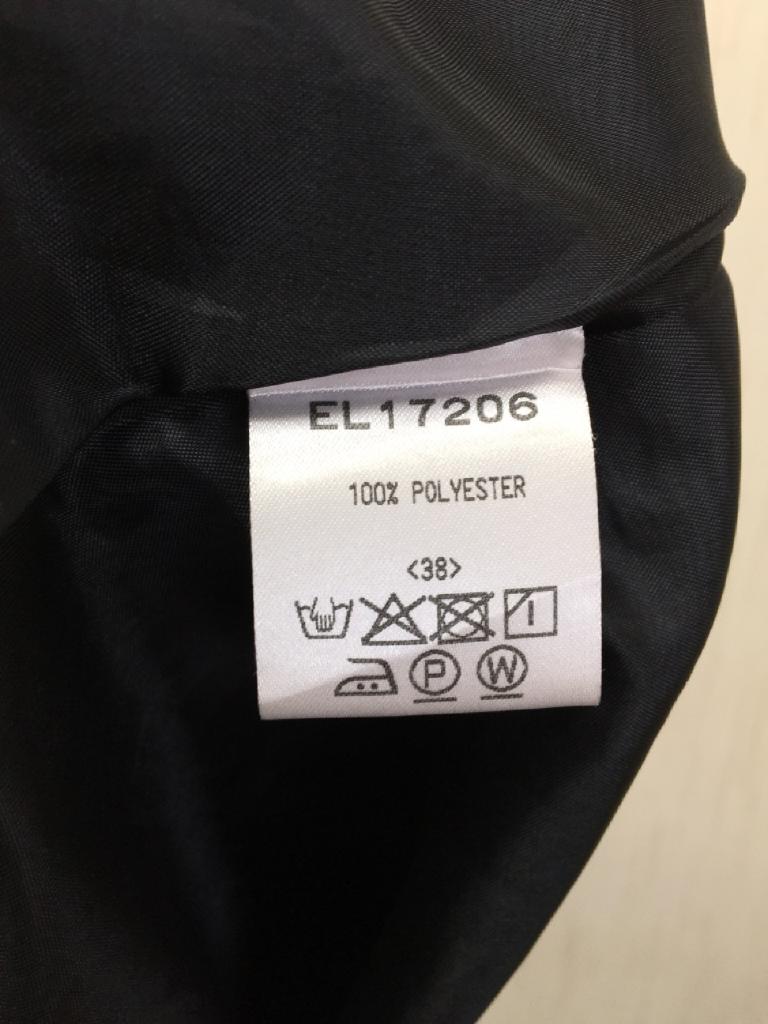 EL17206
100% POLYESTER
<38>
P W